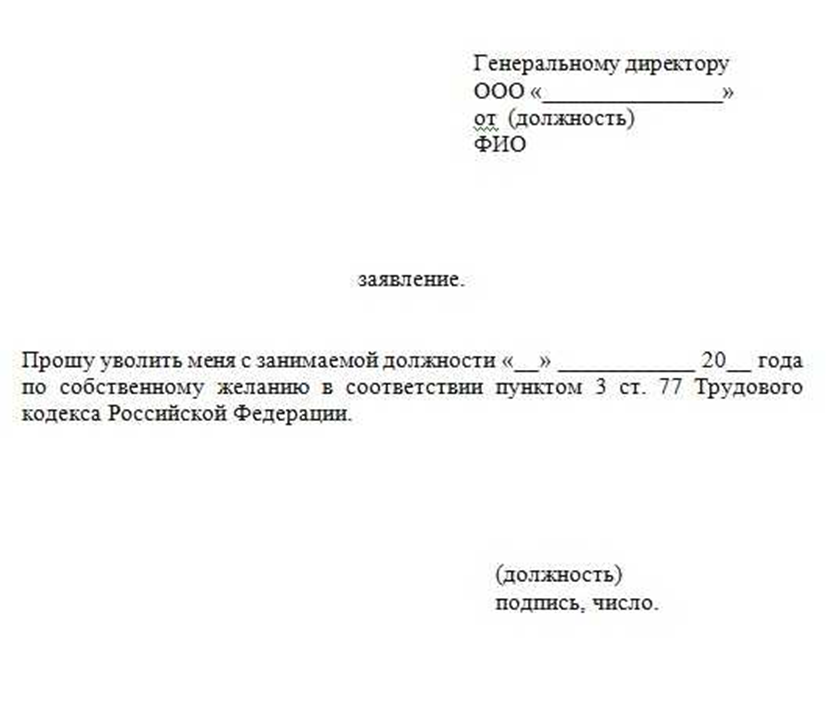 Генеральному директору
ООО «_______________»
от (должность)
ФИО
заявление.
Прошу уволить меня с занимаемой должности «__» ___________ 20__ года
по собственному желанию в соответствии пунктом 3 ст. 77 Трудового
кодекса Российской Федерации.
(должность)
подпись, число.